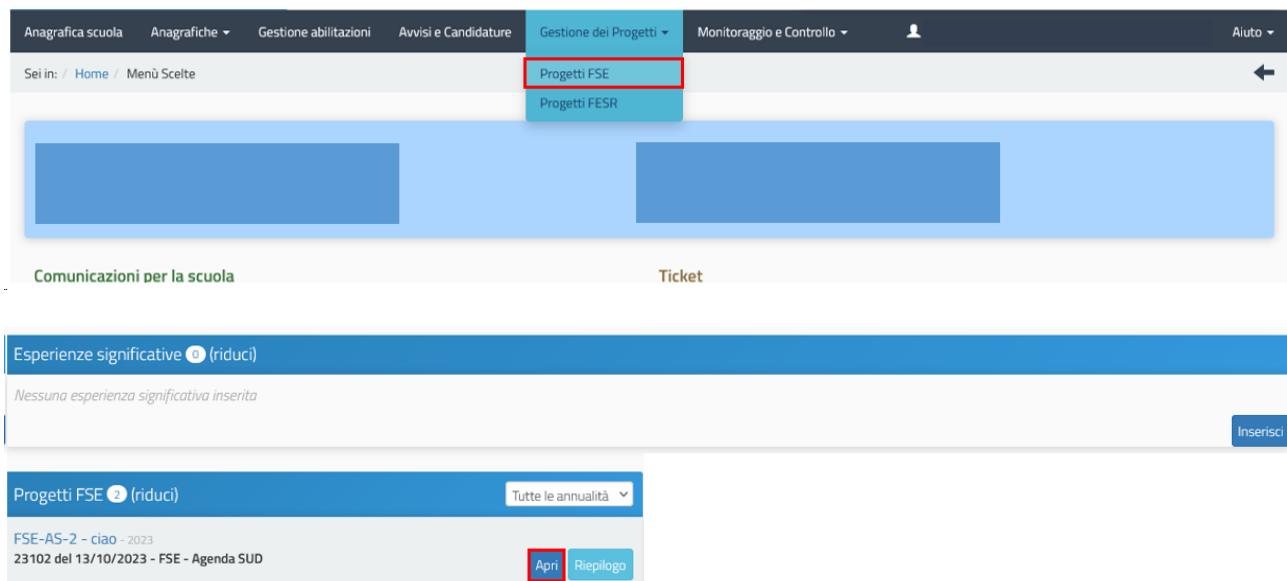 Anagrafica scuola Anagrafiche Gestione abilitazioni Avvisi e Candidature Gestione dei Progetti Monitoraggio e Controllo Aiuto
Sei in: / Home / Menù Scelte
Progetti FSE
Progetti FESR
Comunicazioni per la scuola
Ticket
Esperienze significative 0 (riduci)
Nessuna esperienza significativa inserita
Inserisci
Progetti FSE 2 (riduci) Tutte le annualità
FSE-AS-2 - ciao - 2023
23102 del 13/10/2023 - FSE - Agenda SUD
Apri Riepilogo